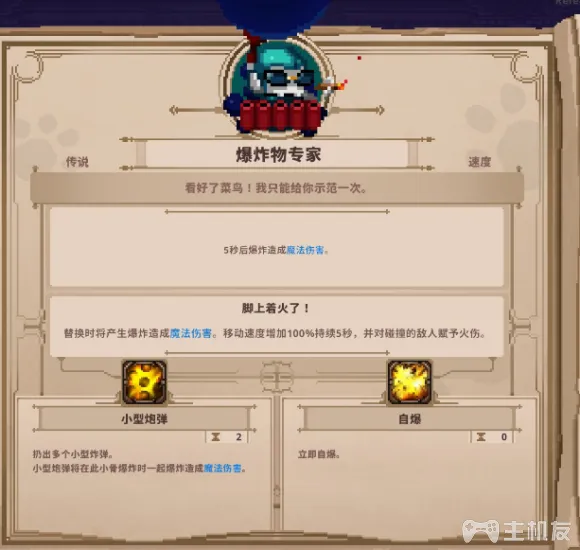 爆炸物专家
传说
速度
看好了菜鸟！我只能给你示范一次。
5秒后爆炸造成魔法伤害。
脚上着火了！
替换时将产生爆炸造成魔法伤害。移动速度增加100%持续5秒，并对碰撞的敌人赋予火伤。
小型炮弹
2
扔出多个小型炸弹。
小型炮弹将在此小骨爆炸时一起爆炸造成魔法伤害。
自爆
0
立即自爆。
主机友